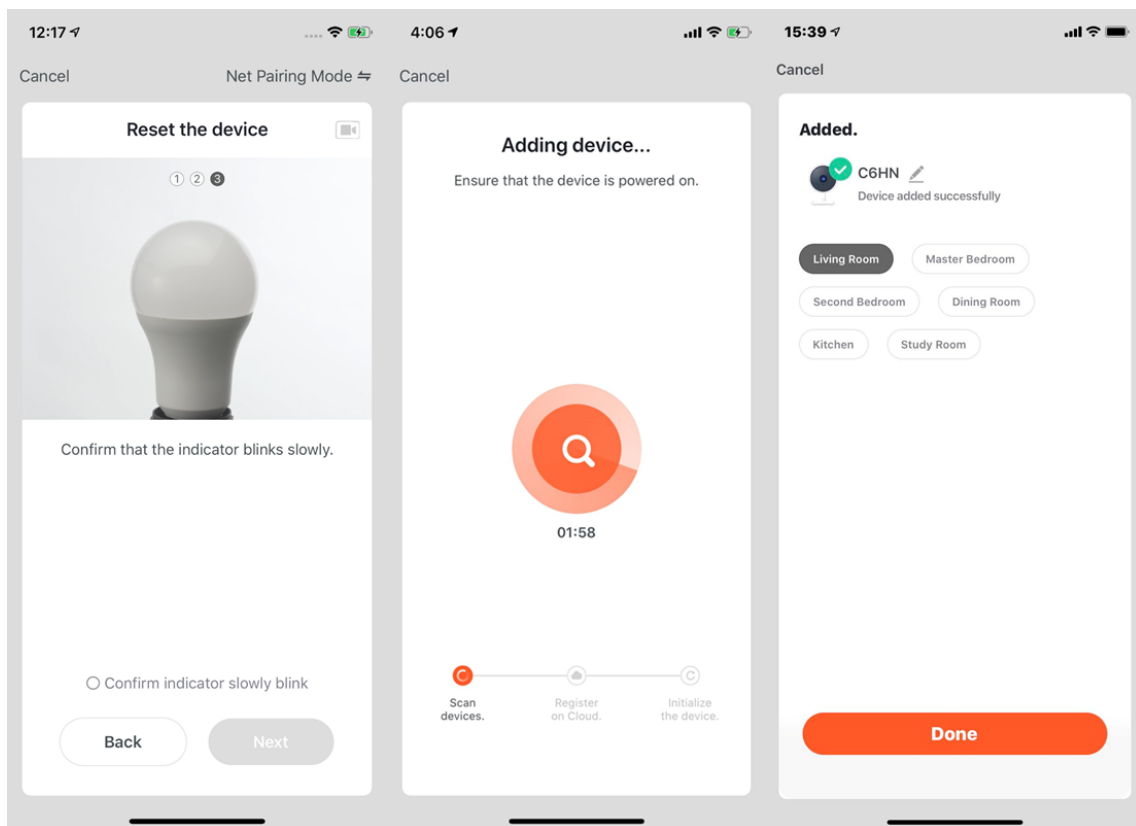 12:17
Cancel
Net Pairing Mode
Reset the device
1 2 3
Confirm that the indicator blinks slowly.
Confirm indicator slowly blink
Back
Next
4:06
Cancel
Adding device...
Ensure that the device is powered on.
01:58
Scan
devices.
Register
on Cloud.
Initialize
the device.
15:39
Cancel
Added.
C6HN
Device added successfully
Living Room
Master Bedroom
Second Bedroom
Dining Room
Kitchen
Study Room
Done